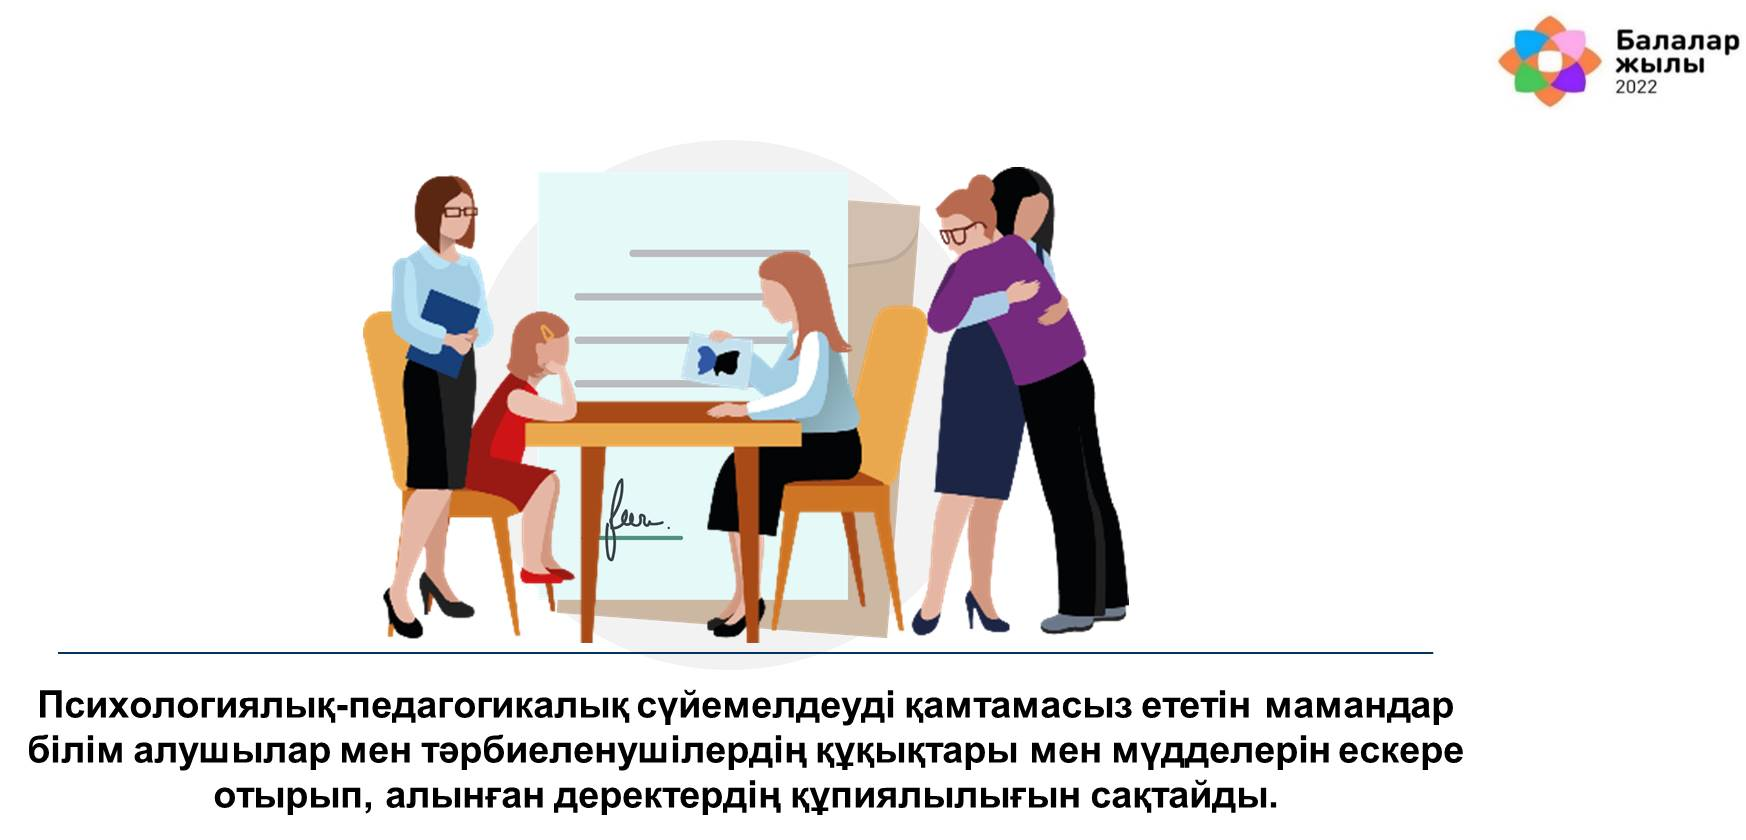 Балалар
жылы
2022
Психологиялық-педагогикалық сүйемелдеуді қамтамасыз ететін мамандар
білім алушылар мен тәрбиеленушілердің құқықтары мен мүдделерін ескере
отырып, алынған деректердің құпиялылығын сақтайды.